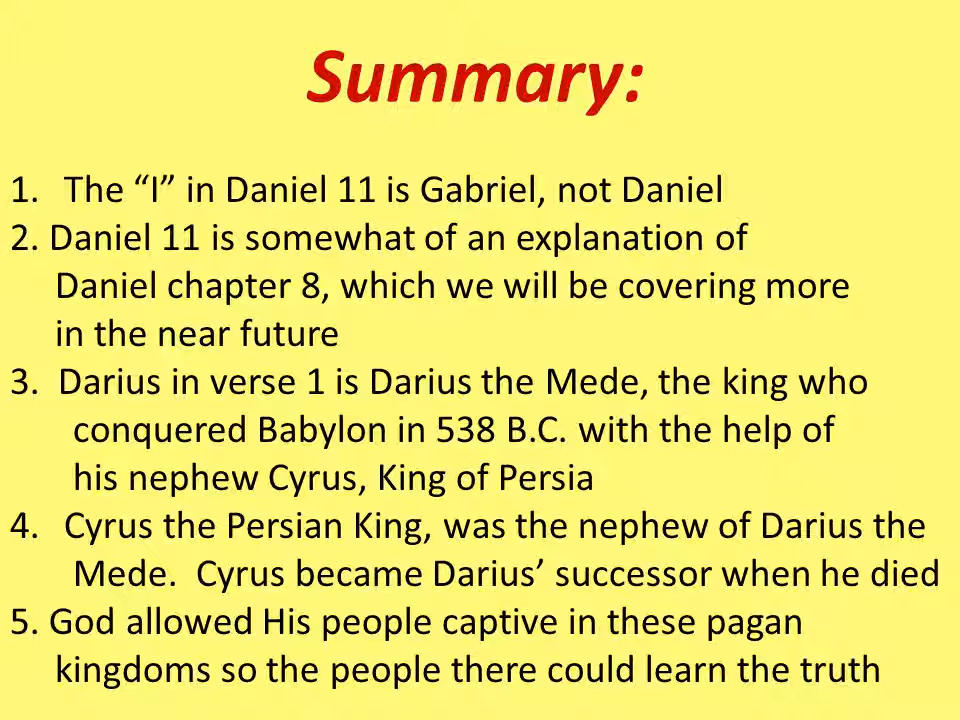 Summary:
1. The “I” in Daniel 11 is Gabriel, not Daniel
2. Daniel 11 is somewhat of an explanation of
Daniel chapter 8, which we will be covering more
in the near future
3. Darius in verse 1 is Darius the Mede, the king who
conquered Babylon in 538 B.C. with the help of
his nephew Cyrus, King of Persia
4. Cyrus the Persian King, was the nephew of Darius the
Mede. Cyrus became Darius’ successor when he died
5. God allowed His people captive in these pagan
kingdoms so the people there could learn the truth